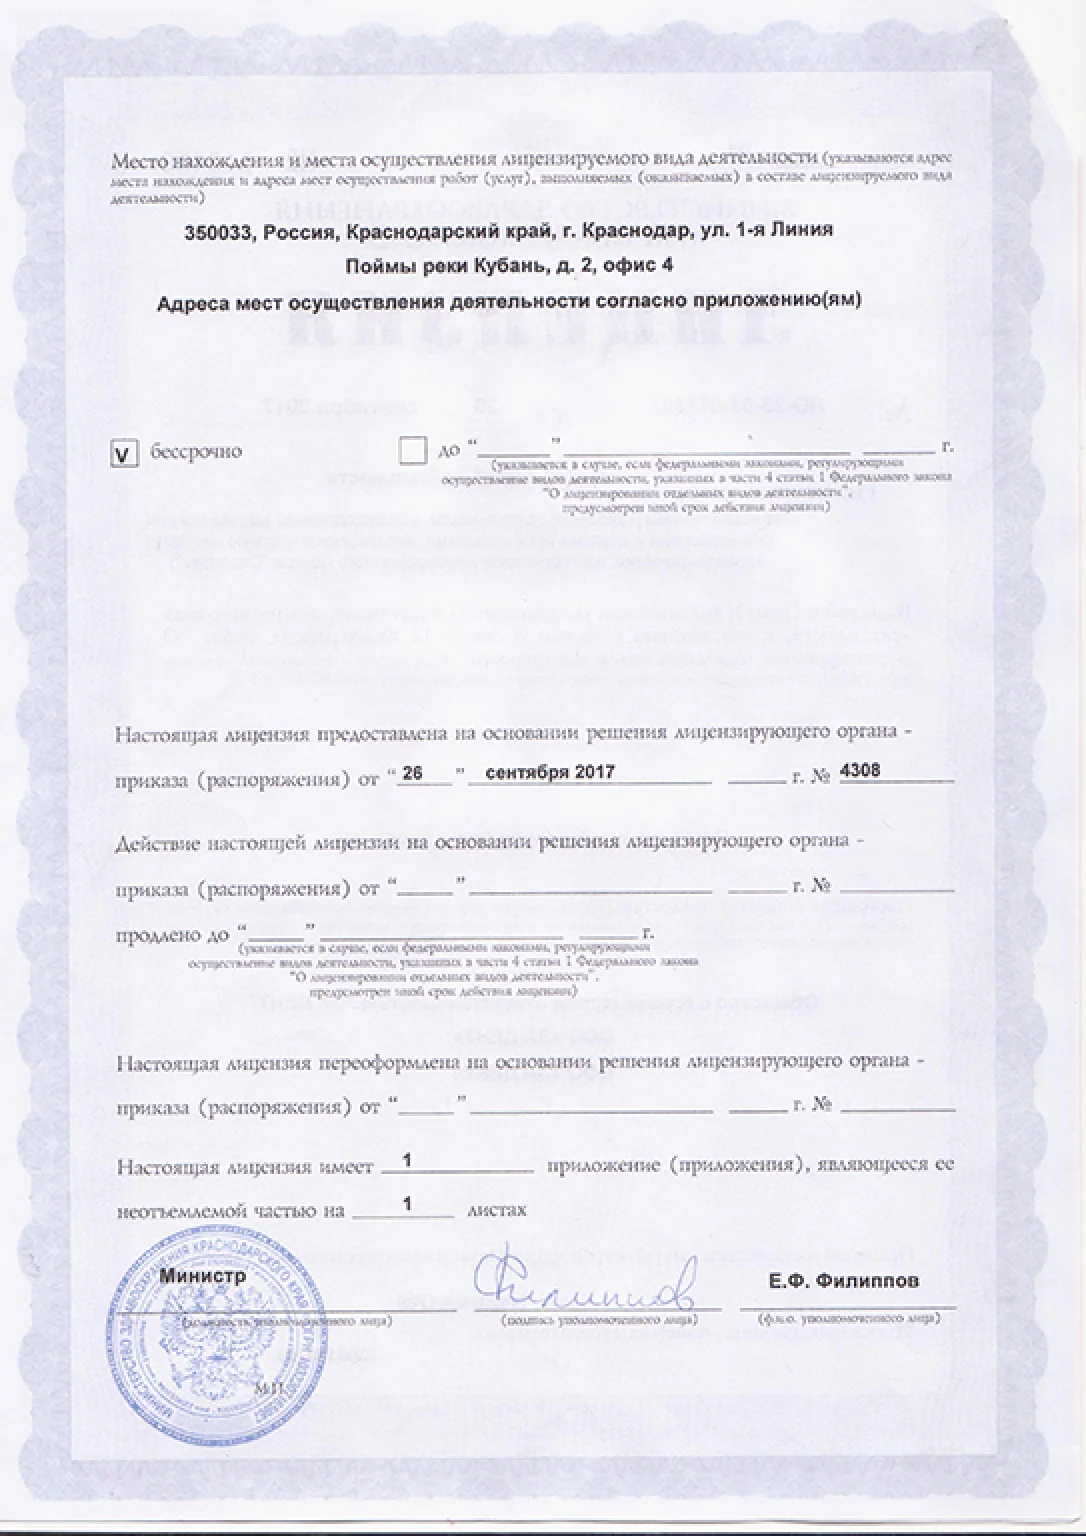 Место нахождения и места осуществления лицензируемого вида деятельности (указываются адрес
места нахождения и адреса мест осуществления работ (услуг), выполняемых (оказываемых) в составе лицензируемого вида
деятельности)
350033, Россия, Краснодарский край, г. Краснодар, ул. 1-я Линия
Поймы реки Кубань, д. 2, офис 4
Адреса мест осуществления деятельности согласно приложению(ям)
V бессрочно до “______” ____________ ______ г.
(указывается в случае, если федеральными законами, регулирующими
осуществление видов деятельности, указанных в части 4 статьи 1 Федерального закона
"О лицензировании отдельных видов деятельности",
предусмотрен иной срок действия лицензии)
Настоящая лицензия предоставлена на основании решения лицензирующего органа -
приказа (распоряжения) от “ 26 ” сентября 2017 ______ г. № 4308
Действие настоящей лицензии на основании решения лицензирующего органа -
приказа (распоряжения) от “_____” ____________ ______ г. № ______
продлено до “_____” ____________ ______ г.
(указывается в случае, если федеральными законами, регулирующими
осуществление видов деятельности, указанных в части 4 статьи 1 Федерального закона
"О лицензировании отдельных видов деятельности",
предусмотрен иной срок действия лицензии)
Настоящая лицензия переоформлена на основании решения лицензирующего органа -
приказа (распоряжения) от “_____” ____________ ______ г. № ______
Настоящая лицензия имеет 1 приложение (приложения), являющееся ее
неотъемлемой частью на 1 листах
МИНИСТЕРСТВО ЗДРАВООХРАНЕНИЯ КРАСНОДАРСКОГО КРАЯ
Министр Филиппов Е.Ф. Филиппов
(должность уполномоченного лица) (подпись уполномоченного лица) (ф.и.о. уполномоченного лица)
М.П.